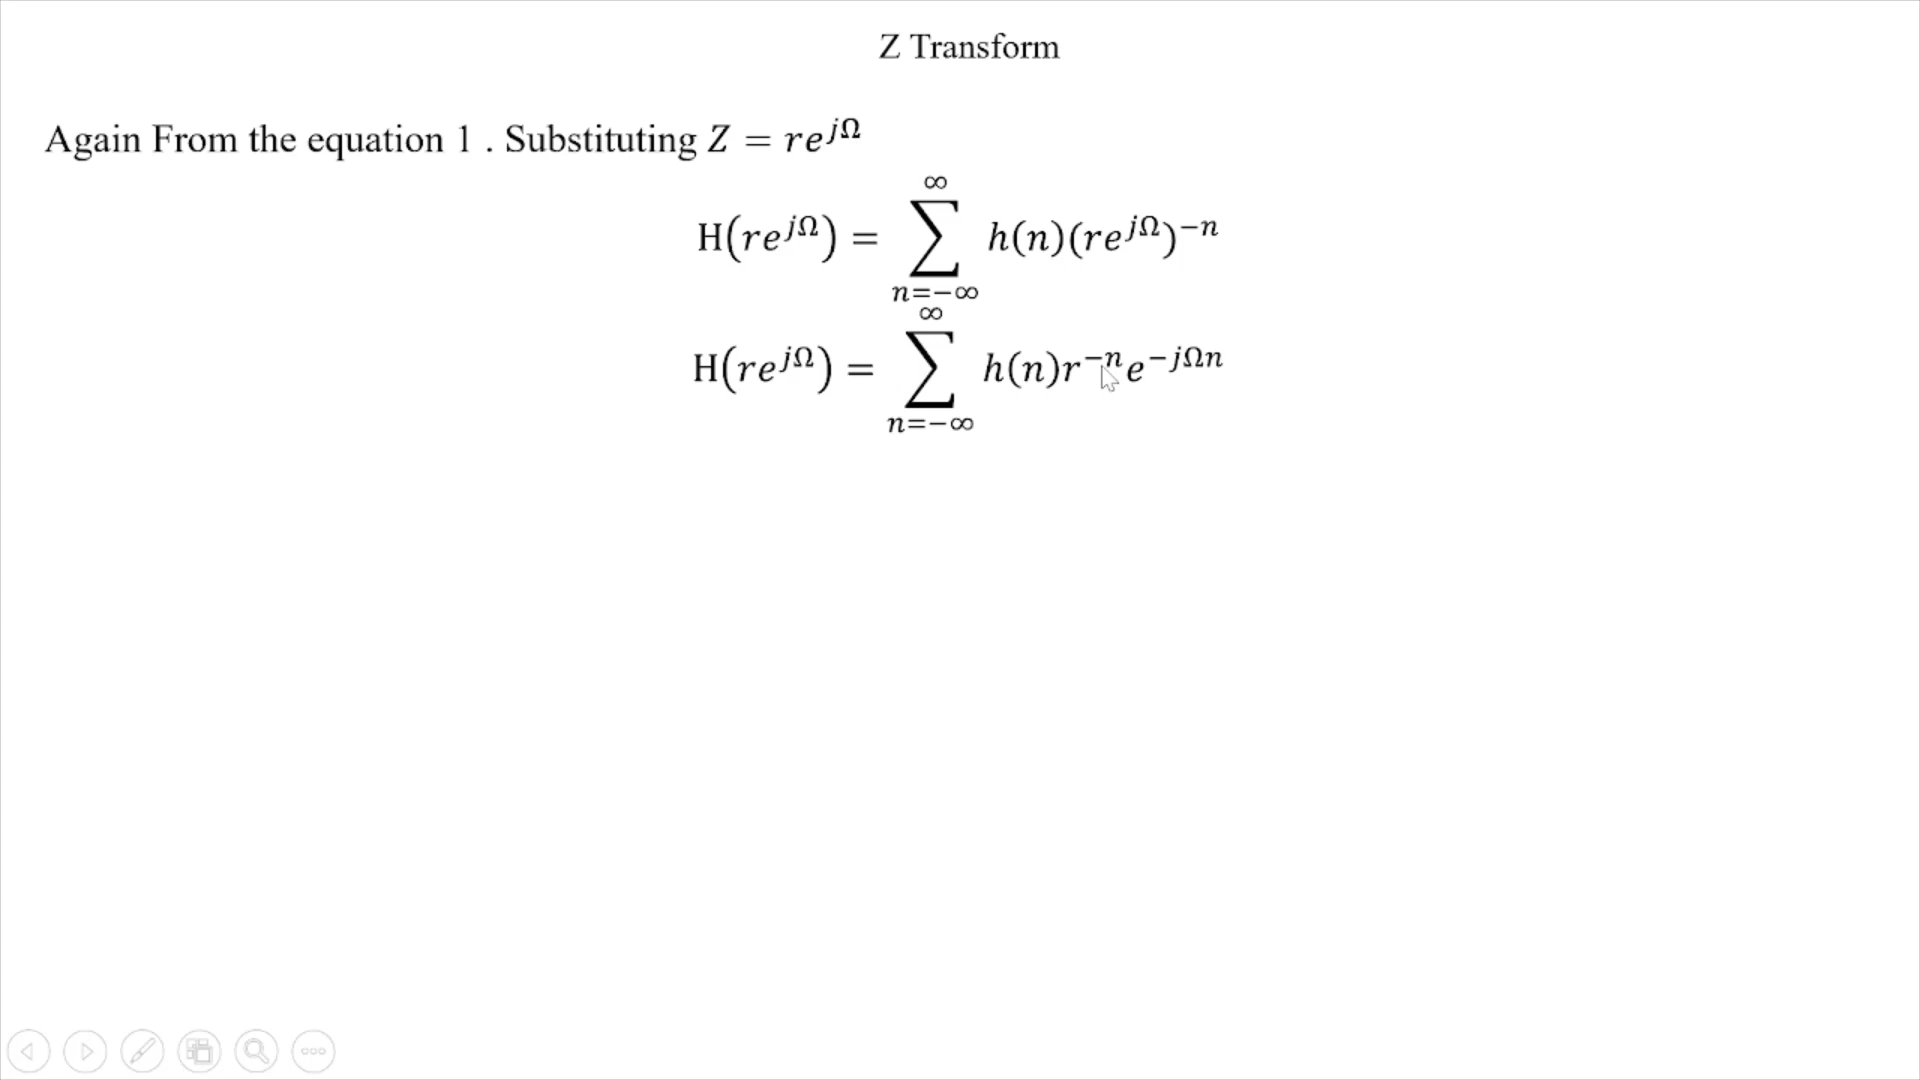 Z Transform
Again From the equation 1 . Substituting Z = re^{jΩ}
H(re^{jΩ}) = ∑_{n=−∞}^{∞} h(n)(re^{jΩ})^{−n}
H(re^{jΩ}) = ∑_{n=−∞}^{∞} h(n)r^{−n}e^{−jΩn}